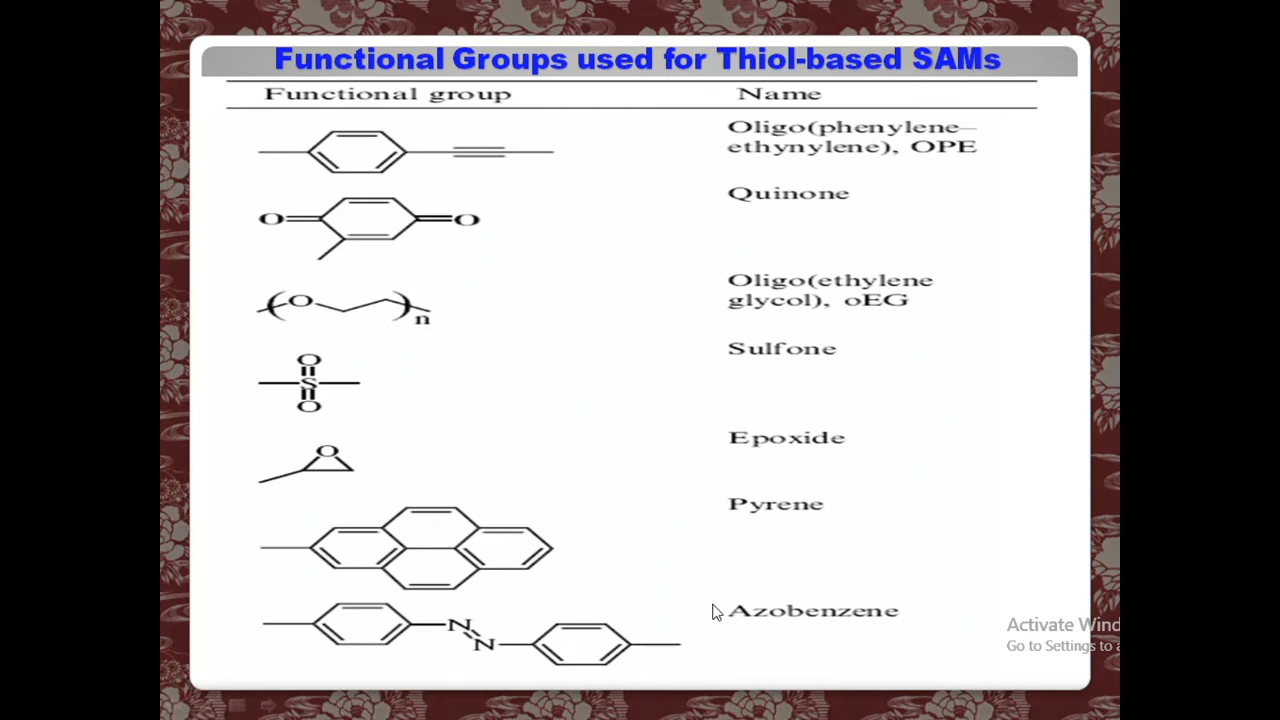 Functional Groups used for Thiol-based SAMs
Functional group Name
Oligo(phenylene–
ethynylene), OPE
Quinone
O O
Oligo(ethylene
glycol), oEG
O
n
Sulfone
O
S
O
Epoxide
O
Pyrene
Azobenzene
N
N
Activate Wind
Go to Settings to a